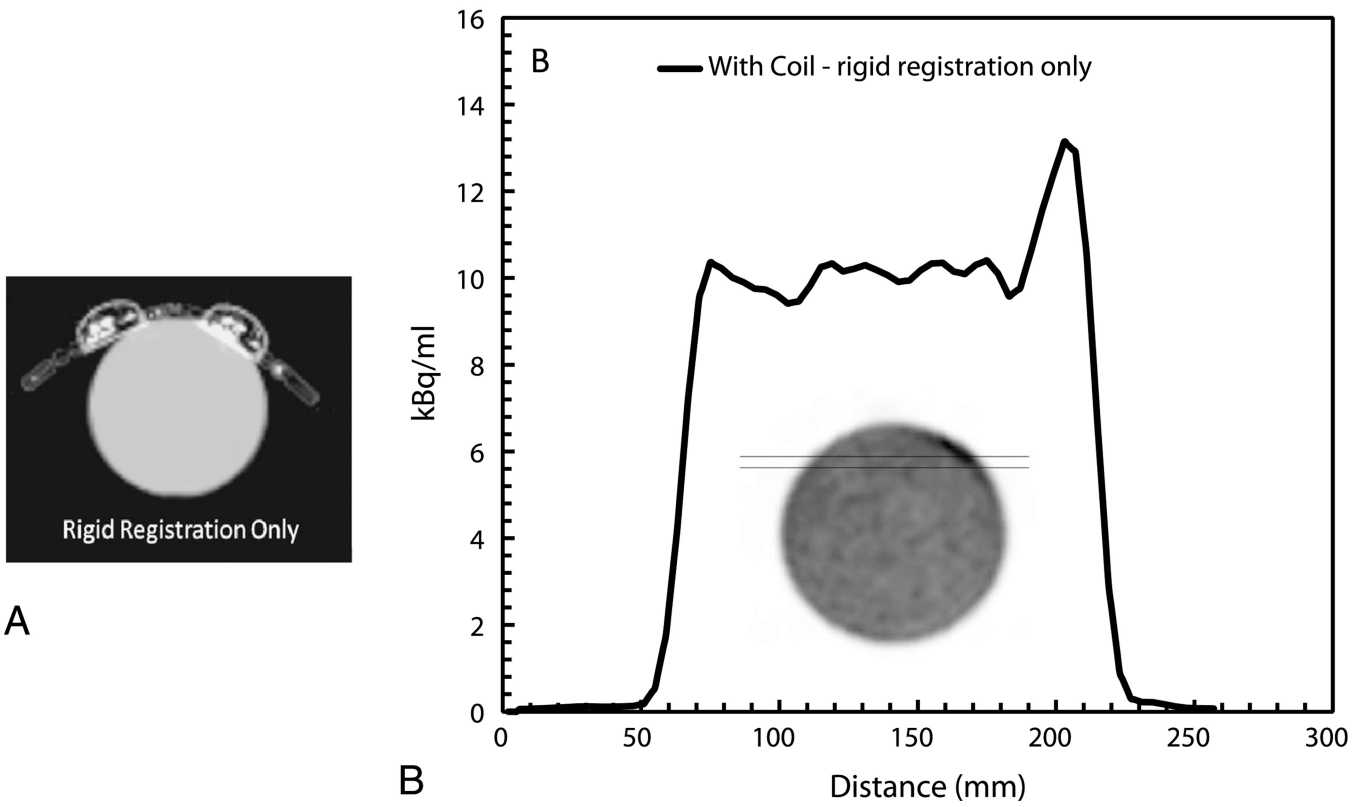 Rigid Registration Only
A
B
With Coil - rigid registration only
16
14
12
10
8
6
4
2
0
kBq/ml
0 50 100 150 200 250 300
Distance (mm)
B